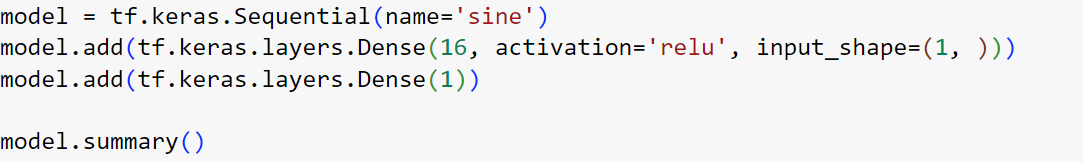 model = tf.keras.Sequential(name='sine')
model.add(tf.keras.layers.Dense(16, activation='relu', input_shape=(1, )))
model.add(tf.keras.layers.Dense(1))
model.summary()